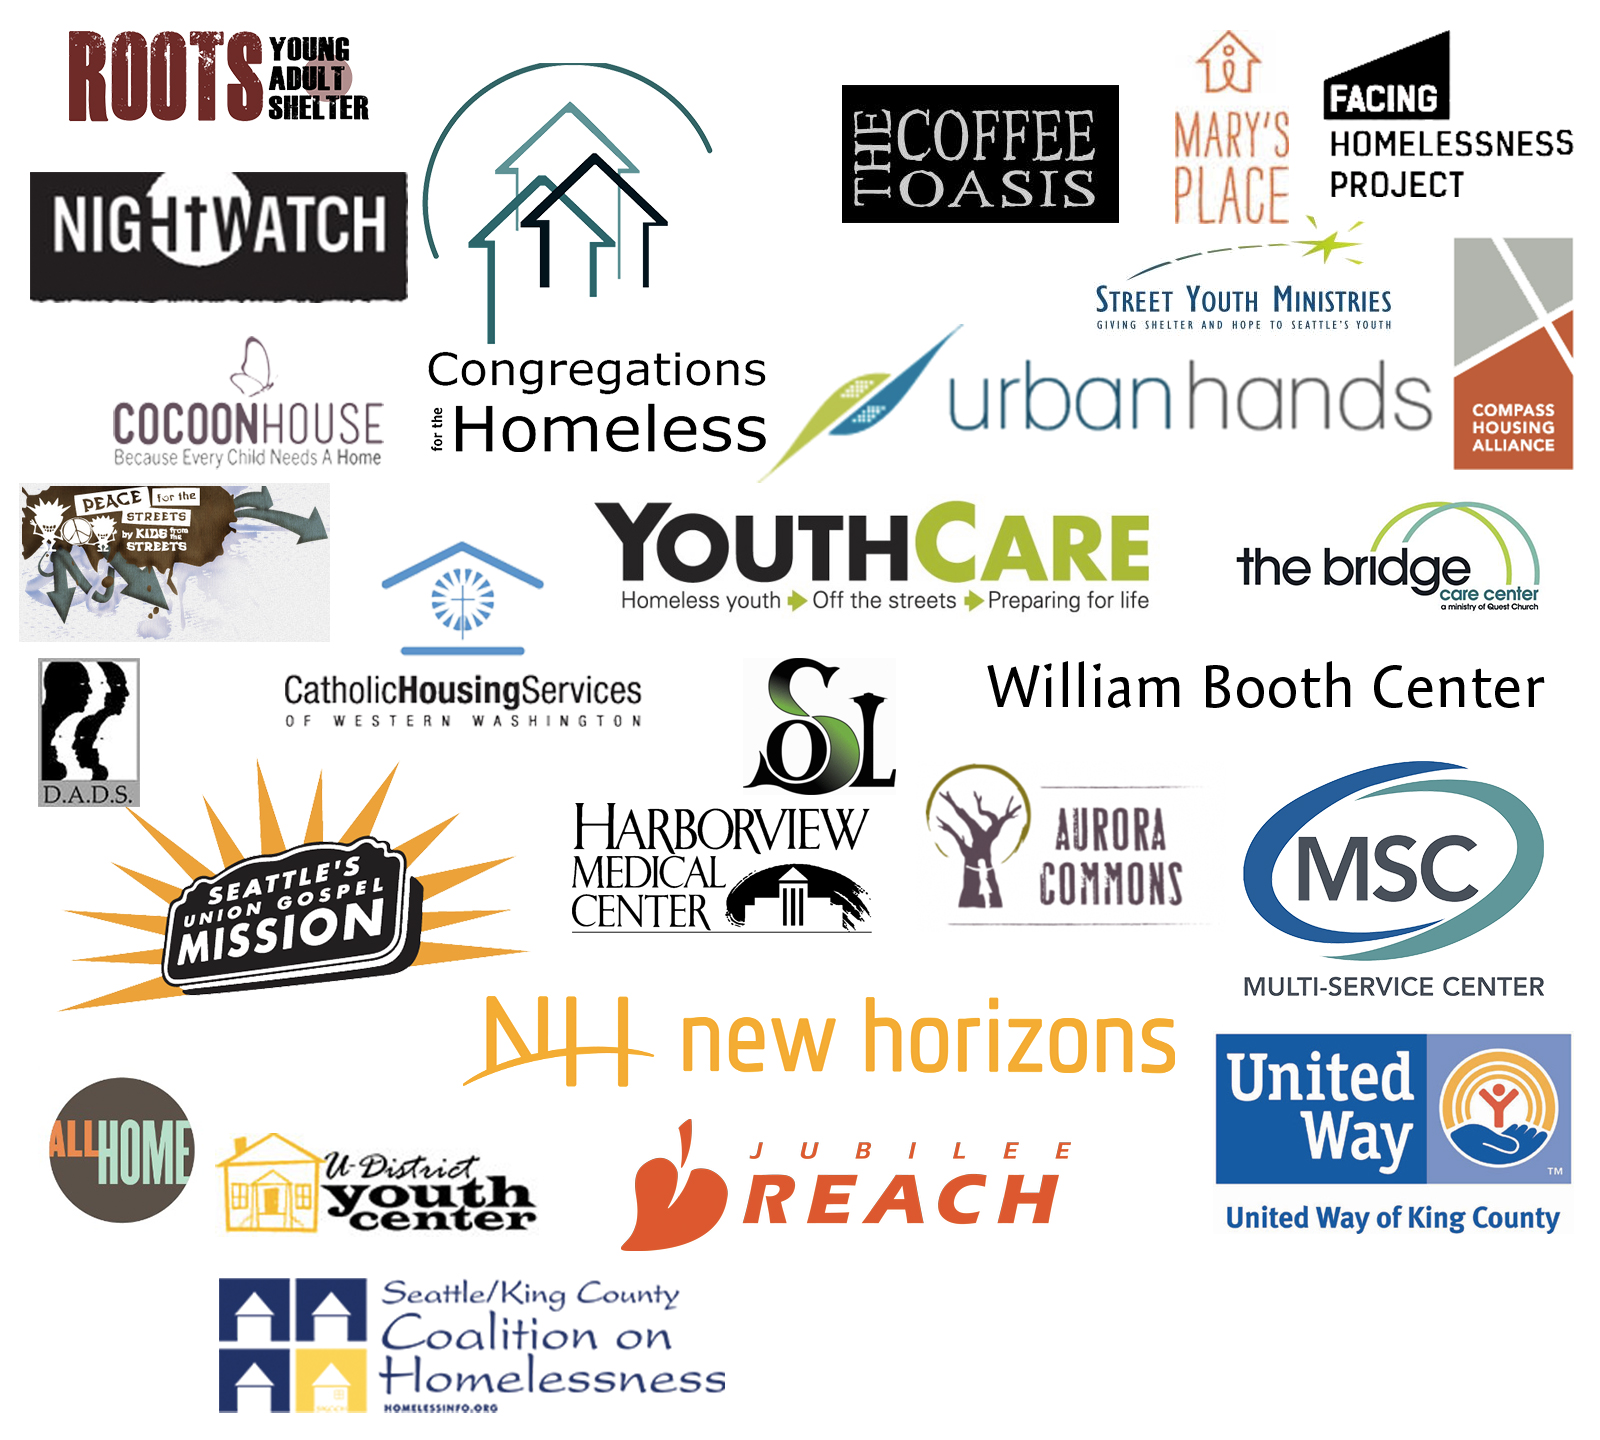 ROOTS
YOUNG
ADULT
SHELTER
THE
COFFEE
OASIS
MARY'S
PLACE
FACING
HOMELESSNESS
PROJECT
NIGHTWATCH
Congregations
for the
Homeless
STREET YOUTH MINISTRIES
GIVING SHELTER AND HOPE TO SEATTLE'S YOUTH
COMPASS
HOUSING
ALLIANCE
COCOONHOUSE
Because Every Child Needs A Home
urbanhands
PEACE for the
STREETS
by KIDS from the
STREETS
YOUTHCARE
Homeless youth Off the streets Preparing for life
the bridge
care center
a ministry of Quest Church
CatholicHousingServices
OF WESTERN WASHINGTON
SOL
William Booth Center
D.A.D.S.
SEATTLE'S
UNION GOSPEL
MISSION
HARBORVIEW
MEDICAL
CENTER
AURORA
COMMONS
MSC
MULTI-SERVICE CENTER
NH new horizons
United
Way
TM
United Way of King County
ALLHOME
U-District
youth
center
JUBILEE
REACH
Seattle/King County
Coalition on
Homelessness
HOMELESSINFO.ORG